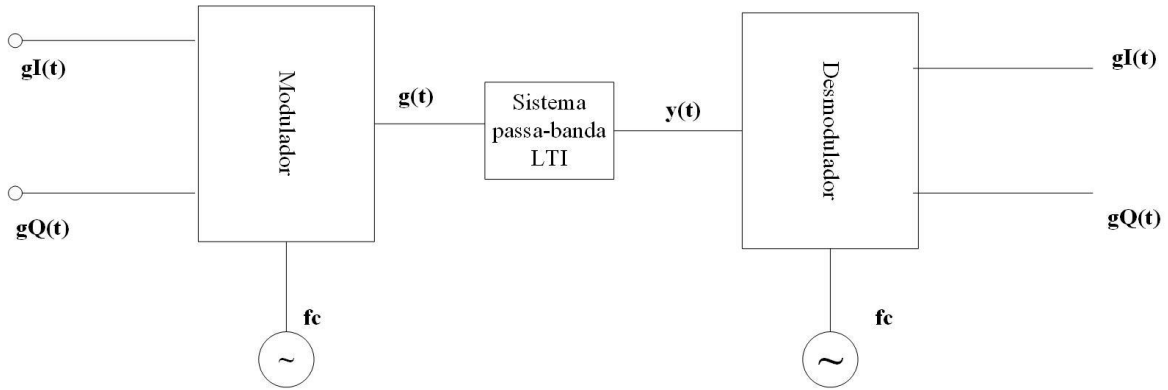 gI(t)
gQ(t)
Modulador
fc
~
g(t)
Sistema
passa-banda
LTI
y(t)
Desmodulador
fc
~
gI(t)
gQ(t)